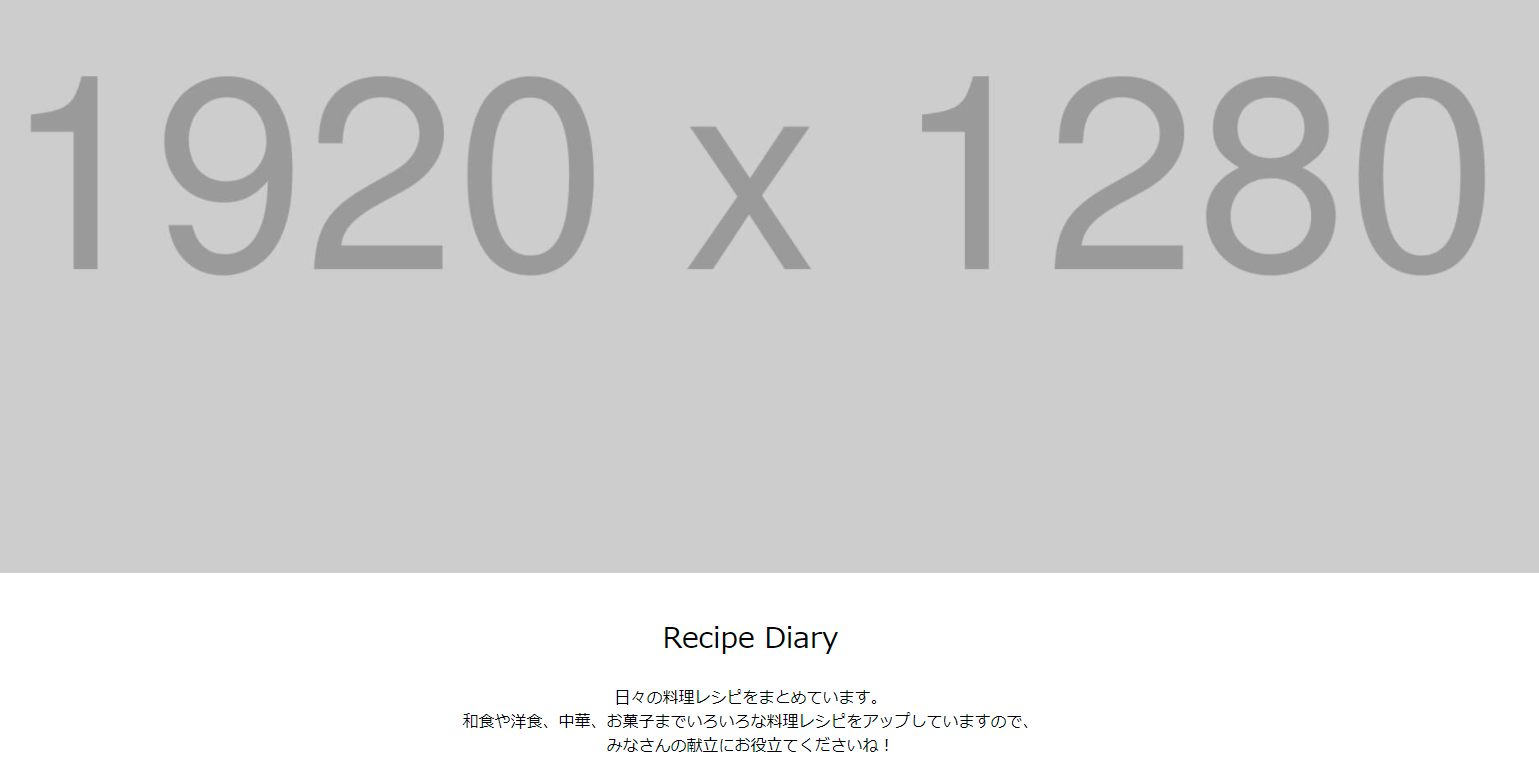 1920 x 1280
Recipe Diary
日々の料理レシピをまとめています。
和食や洋食、中華、お菓子までいろいろな料理レシピをアップしていますので、
みなさんの献立にお役立てくださいね！